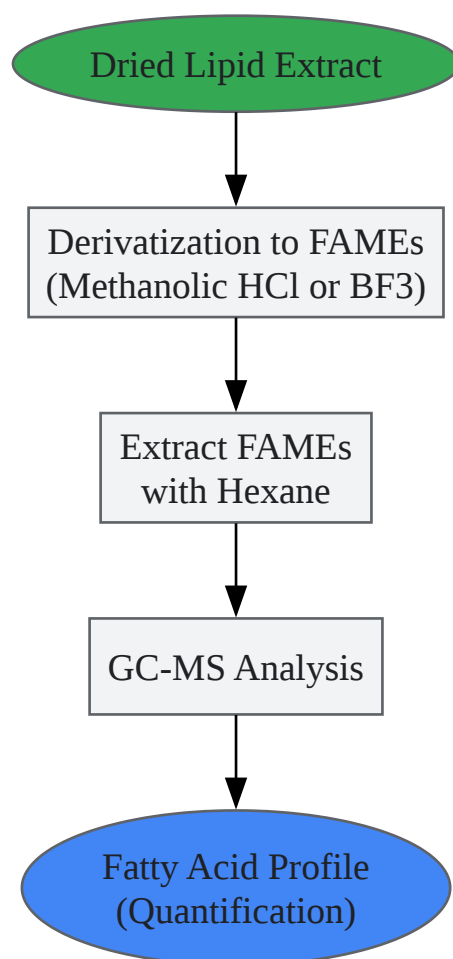 Dried Lipid Extract
Derivatization to FAMEs
(Methanolic HCl or BF3)
Extract FAMEs
with Hexane
GC-MS Analysis
Fatty Acid Profile
(Quantification)